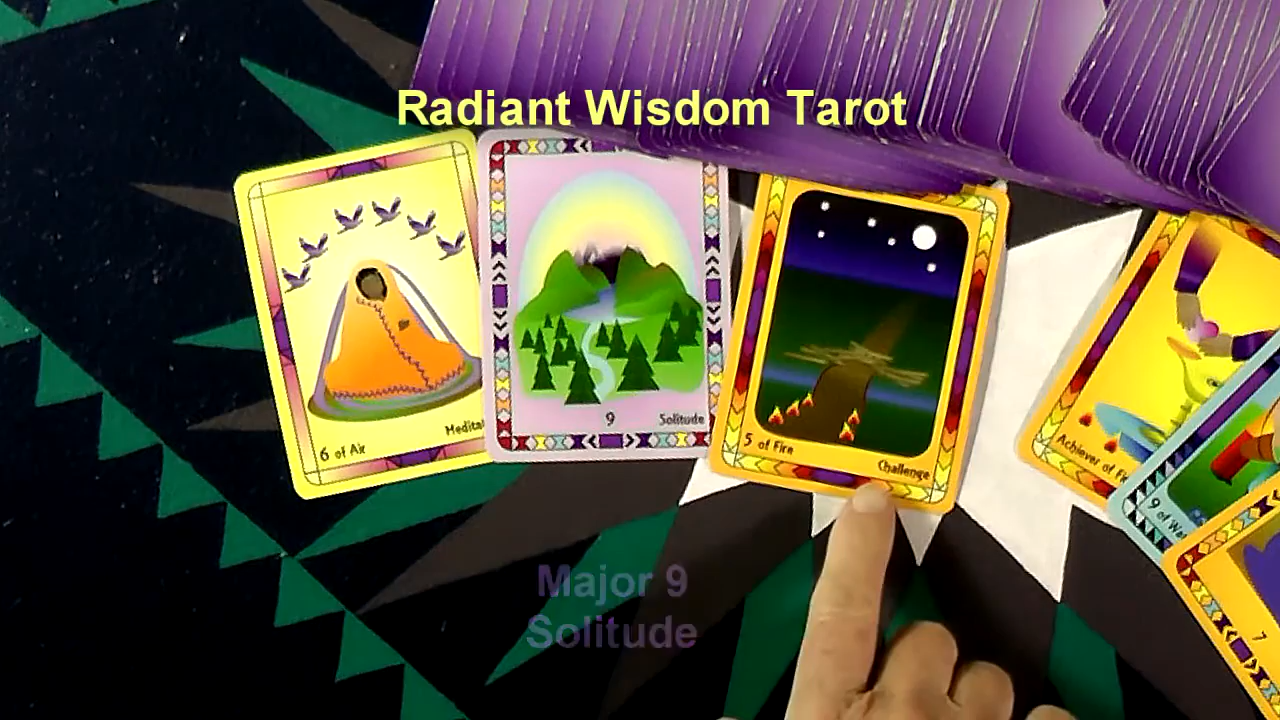 Radiant Wisdom Tarot
6 of Air
9
Solitude
5 of Fire
Challenge
Achiever of
9 of
7
Major 9
Solitude